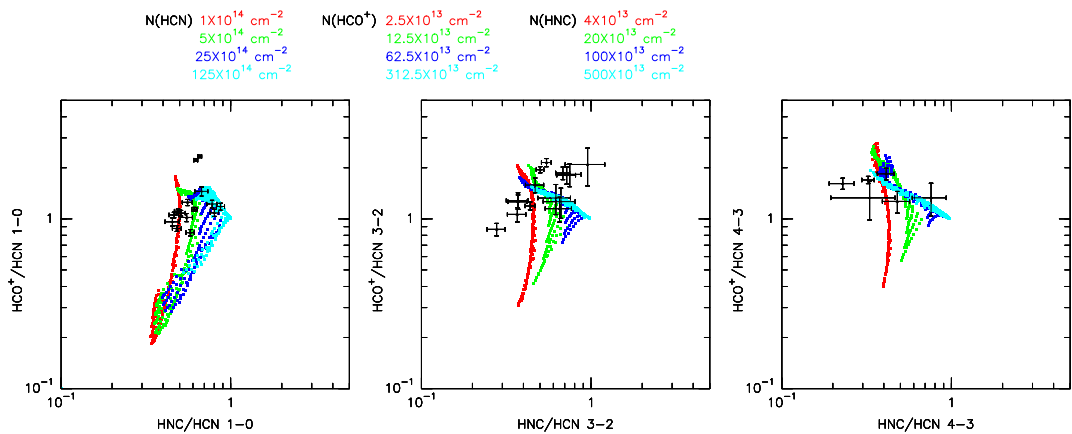 N(HCN) 1X10^14 cm^-2 N(HCO^+) 2.5X10^13 cm^-2 N(HNC) 4X10^13 cm^-2
5X10^14 cm^-2 12.5X10^13 cm^-2 20X10^13 cm^-2
25X10^14 cm^-2 62.5X10^13 cm^-2 100X10^13 cm^-2
125X10^14 cm^-2 312.5X10^13 cm^-2 500X10^13 cm^-2
HCO^+/HCN 1-0
1
10^-1
10^-1
1
HNC/HCN 1-0
HCO^+/HCN 3-2
1
10^-1
10^-1
1
HNC/HCN 3-2
HCO^+/HCN 4-3
1
10^-1
10^-1
1
HNC/HCN 4-3